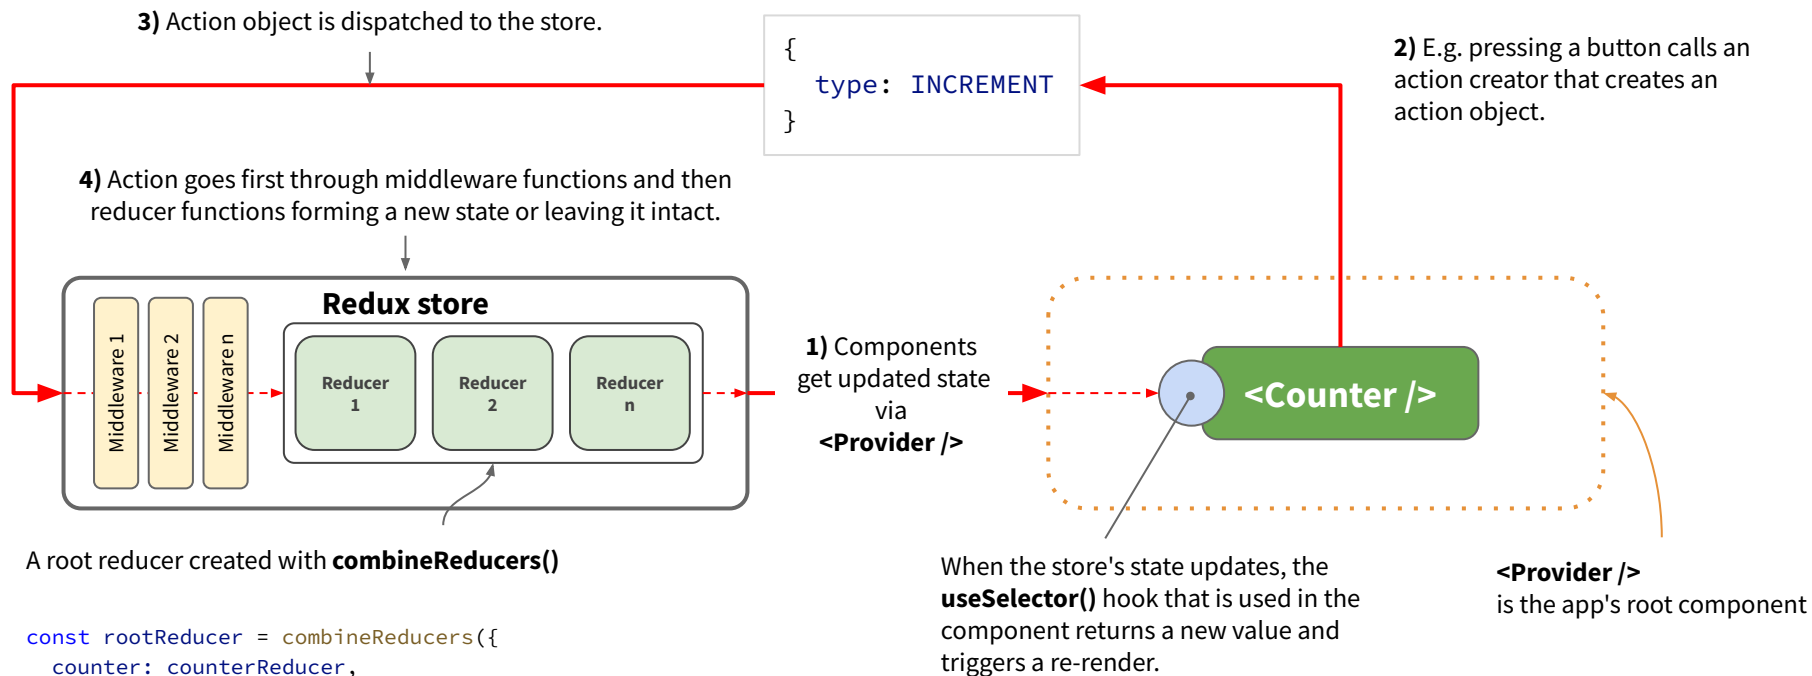 3) Action object is dispatched to the store.
{
type: INCREMENT
}
2) E.g. pressing a button calls an
action creator that creates an
action object.
4) Action goes first through middleware functions and then
reducer functions forming a new state or leaving it intact.
Redux store
Middleware 1
Middleware 2
Middleware n
Reducer
1
Reducer
2
Reducer
n
1) Components
get updated state
via
<Provider />
<Counter />
A root reducer created with combineReducers()
const rootReducer = combineReducers({
counter: counterReducer,
When the store's state updates, the
useSelector() hook that is used in the
component returns a new value and
triggers a re-render.
<Provider />
is the app's root component